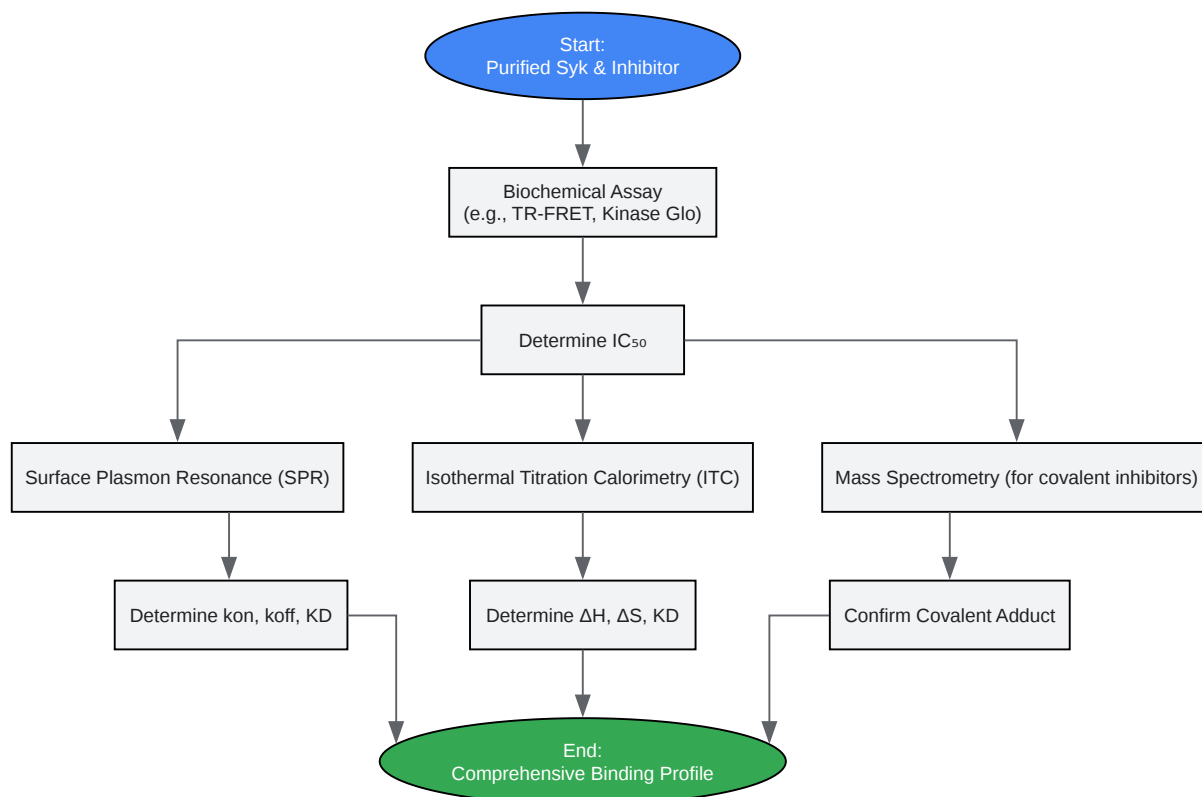 Start:
Purified Syk & Inhibitor
Biochemical Assay
(e.g., TR-FRET, Kinase Glo)
Determine IC₅₀
Surface Plasmon Resonance (SPR)
Isothermal Titration Calorimetry (ITC)
Mass Spectrometry (for covalent inhibitors)
Determine kon, koff, KD
Determine ΔH, ΔS, KD
Confirm Covalent Adduct
End:
Comprehensive Binding Profile